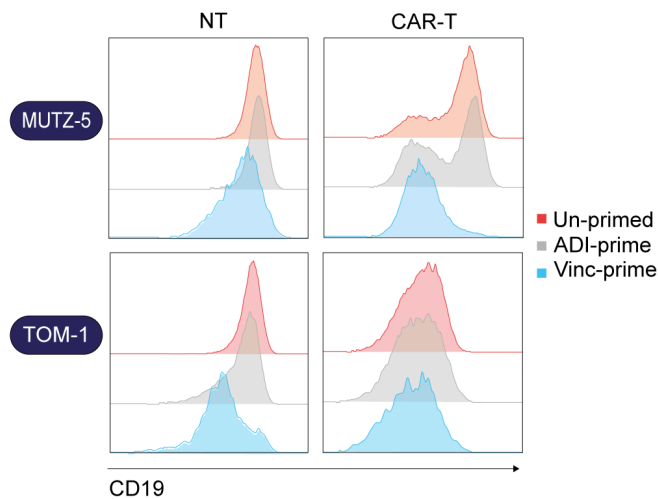 NT CAR-T
MUTZ-5
Un-primed
ADI-prime
Vinc-prime
TOM-1
CD19